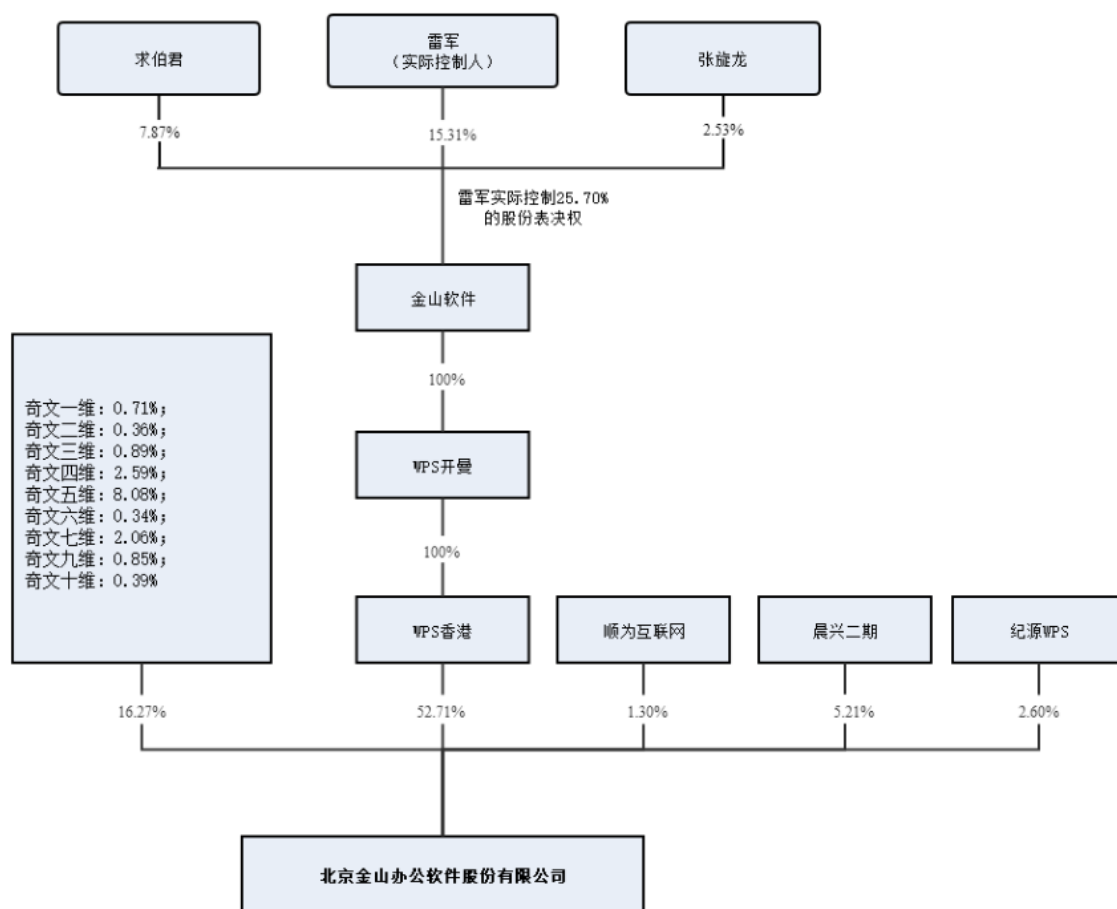 求伯君
雷军
（实际控制人）
张旋龙
7.87%
15.31%
2.53%
雷军实际控制25.70%
的股份表决权
金山软件
100%
奇文一维：0.71%；
奇文二维：0.36%；
奇文三维：0.89%；
奇文四维：2.59%；
奇文五维：8.08%；
奇文六维：0.34%；
奇文七维：2.06%；
奇文九维：0.85%；
奇文十维：0.39%
WPS开曼
100%
WPS香港
顺为互联网
晨兴二期
纪源WPS
16.27%
52.71%
1.30%
5.21%
2.60%
北京金山办公软件股份有限公司